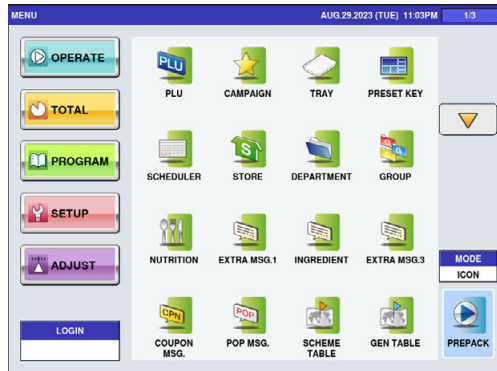 MENU
AUG.29.2023 (TUE) 11:03PM
1/3
OPERATE
TOTAL
PROGRAM
SETUP
ADJUST
LOGIN
PLU
PLU
CAMPAIGN
TRAY
PRESET KEY
SCHEDULER
S
STORE
DEPARTMENT
G
G
GROUP
NUTRITION
EXTRA MSG.1
INGREDIENT
EXTRA MSG.3
CPN
COUPON
MSG.
POP
POP MSG.
SCHEME
TABLE
GEN TABLE
MODE
ICON
PREPACK